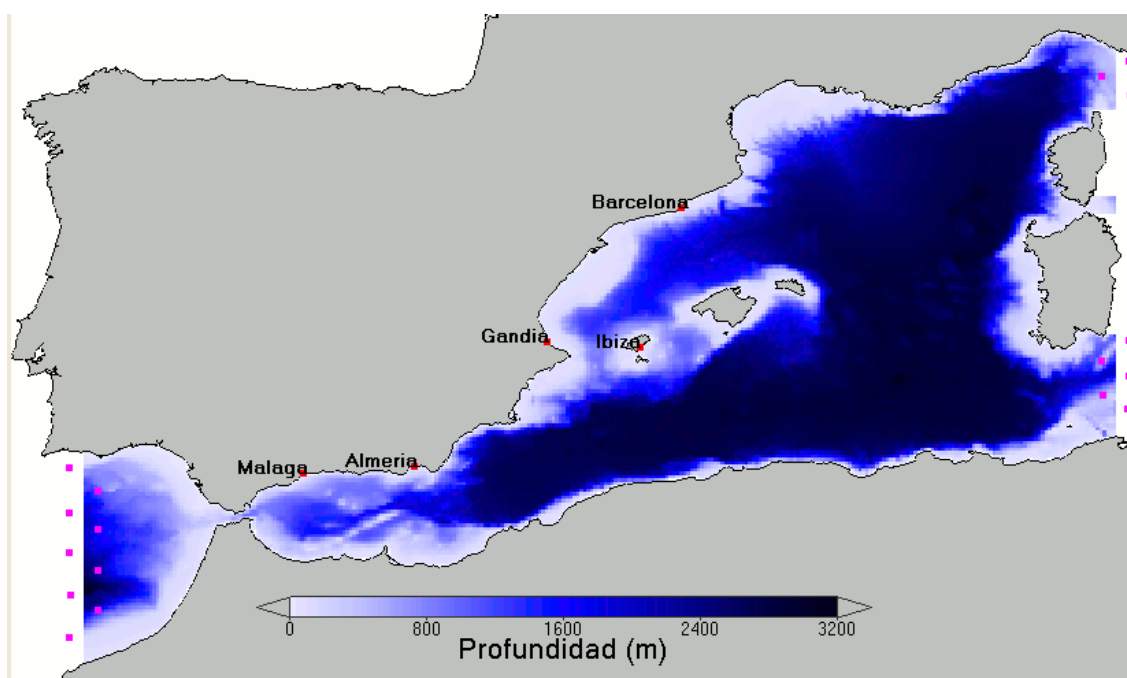 Barcelona
Gandia
Ibiza
Malaga
Almeria
0 800 1600 2400 3200
Profundidad (m)